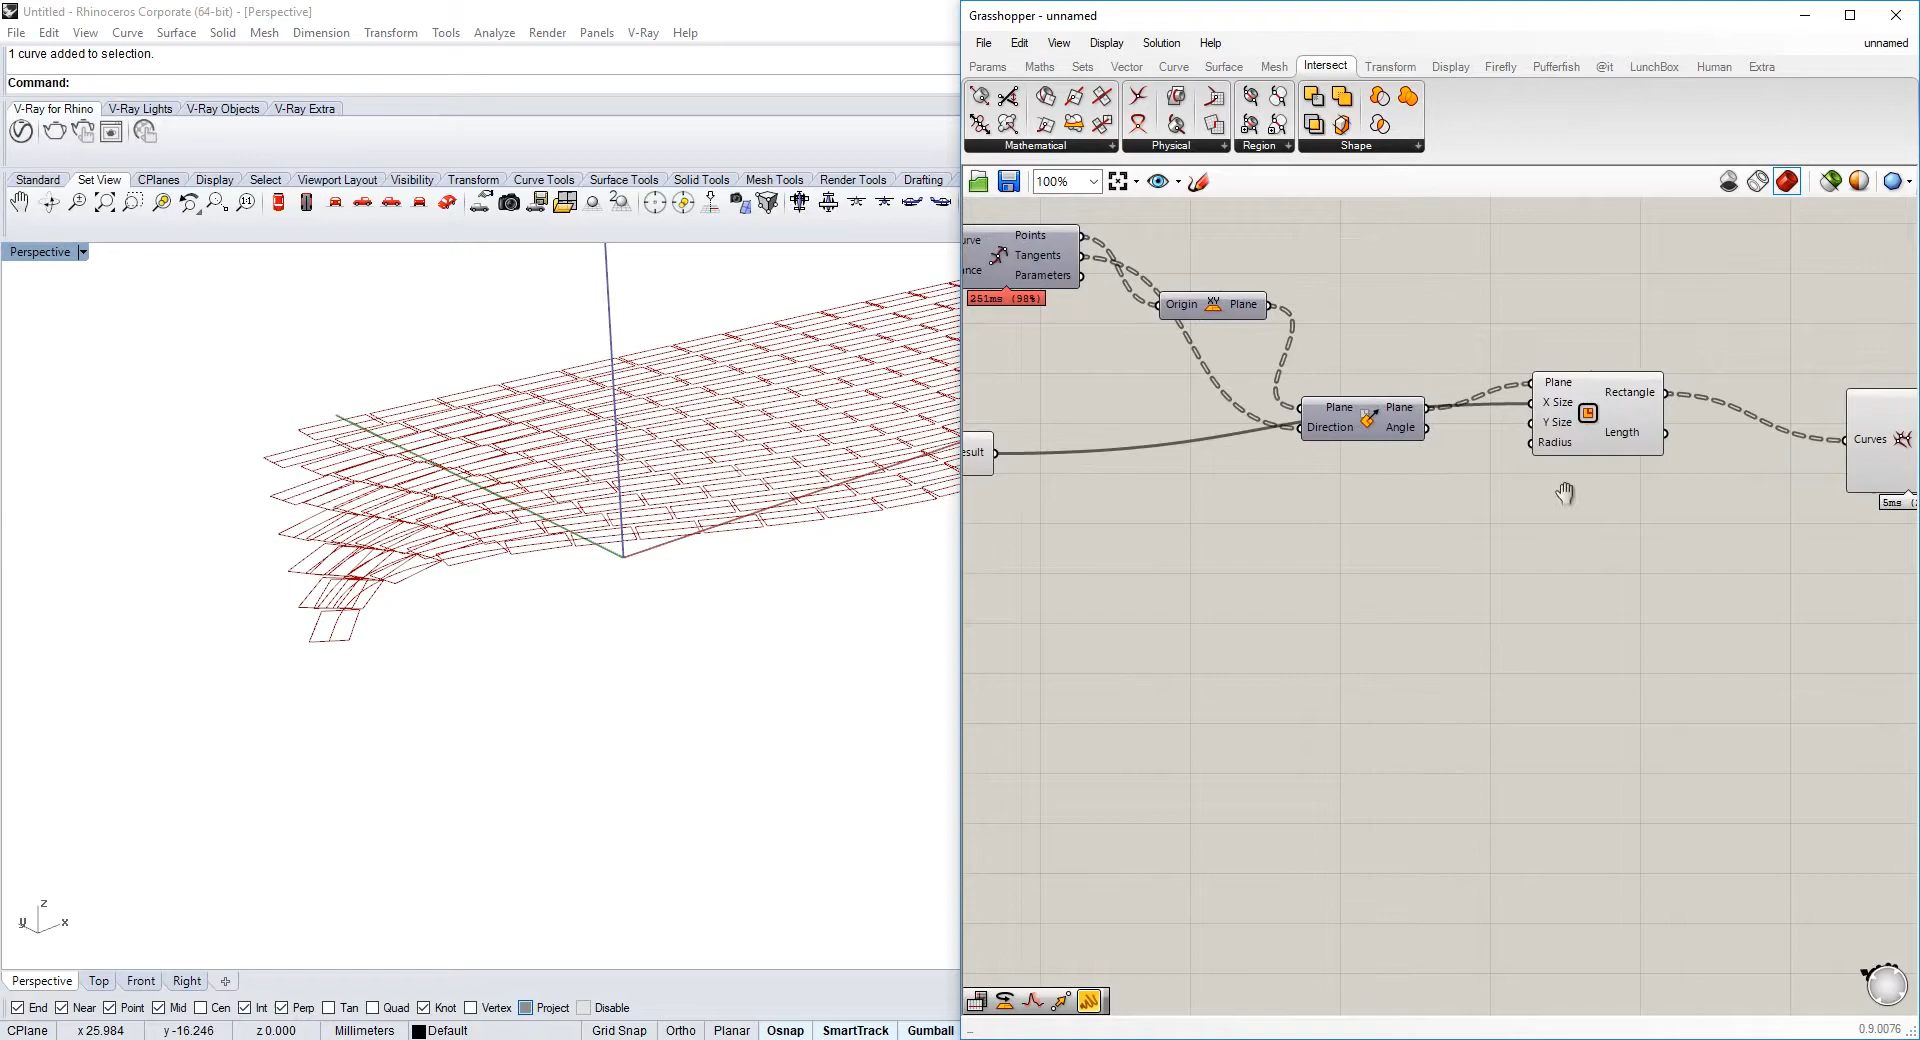 Untitled - Rhinoceros Corporate (64-bit) - [Perspective]
File Edit View Curve Surface Solid Mesh Dimension Transform Tools Analyze Render Panels V-Ray Help
1 curve added to selection.
Command:
V-Ray for Rhino V-Ray Lights V-Ray Objects V-Ray Extra
Standard Set View CPlanes Display Select Viewport Layout Visibility Transform Curve Tools Surface Tools Solid Tools Mesh Tools Render Tools Drafting
Perspective
z
y x
Perspective Top Front Right
End Near Point Mid Cen Int Perp Tan Quad Knot Vertex Project Disable
CPlane x 25.984 y -16.246 z 0.000 Millimeters Default Grid Snap Ortho Planar Osnap SmartTrack Gumball
Grasshopper - unnamed
File Edit View Display Solution Help unnamed
Params Maths Sets Vector Curve Surface Mesh Intersect Transform Display Firefly Pufferfish @it LunchBox Human Extra
Mathematical Physical Region Shape
100%
urve Points
Tangents
ance Parameters
251ms (98%)
Origin XY Plane
esult
Plane Plane
Direction Angle
Plane
X Size
Y Size
Radius
Rectangle
Length
Curves
5ms (
0.9.0076